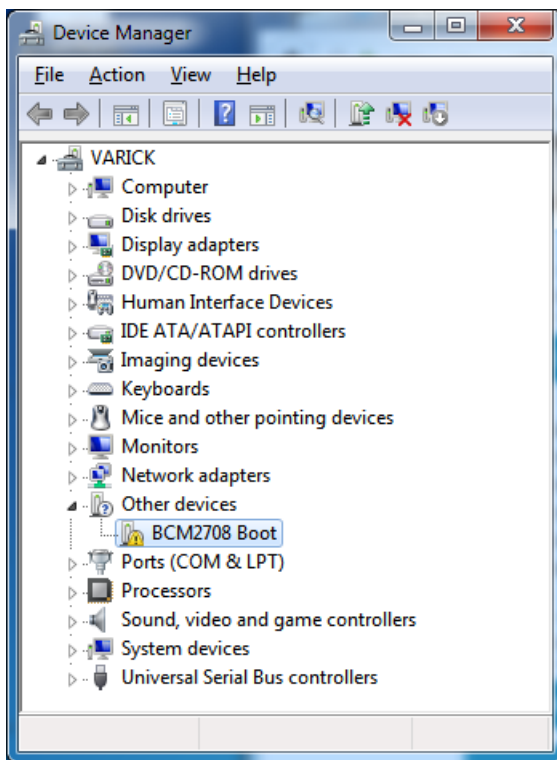 Device Manager
File Action View Help
VARICK
Computer
Disk drives
Display adapters
DVD/CD-ROM drives
Human Interface Devices
IDE ATA/ATAPI controllers
Imaging devices
Keyboards
Mice and other pointing devices
Monitors
Network adapters
Other devices
BCM2708 Boot
Ports (COM & LPT)
Processors
Sound, video and game controllers
System devices
Universal Serial Bus controllers